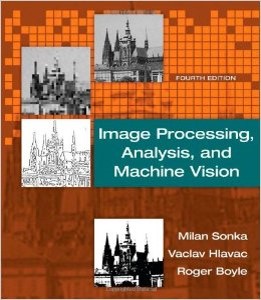 FOURTH EDITION
Image Processing,
Analysis, and
Machine Vision
Milan Sonka
Vaclav Hlavac
Roger Boyle